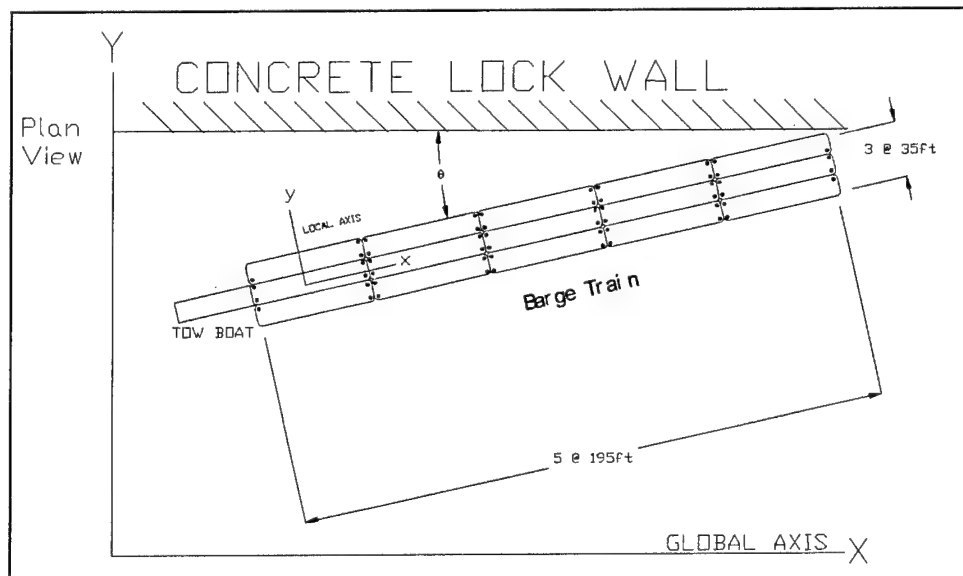 Y
CONCRETE LOCK WALL
Plan
View
θ
3 @ 35ft
y
LOCAL AXIS
x
Barge Train
TOW BOAT
5 @ 195ft
GLOBAL AXIS
X